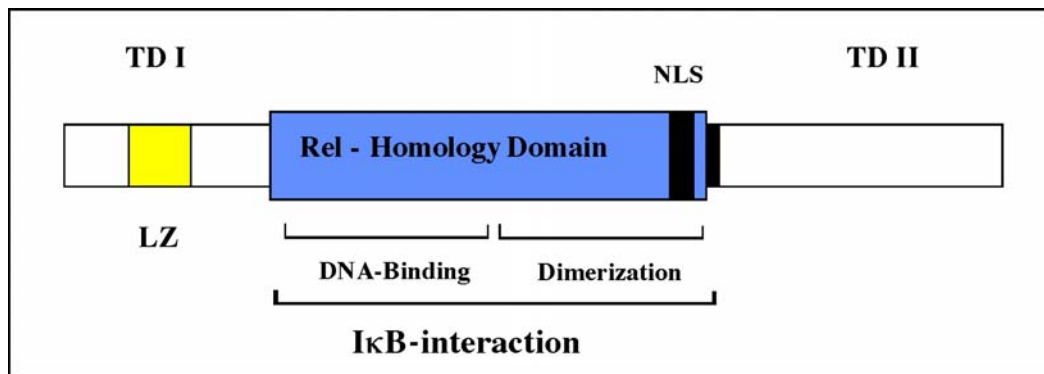 TD I
TD II
NLS
Rel - Homology Domain
LZ
DNA-Binding
Dimerization
IκB-interaction